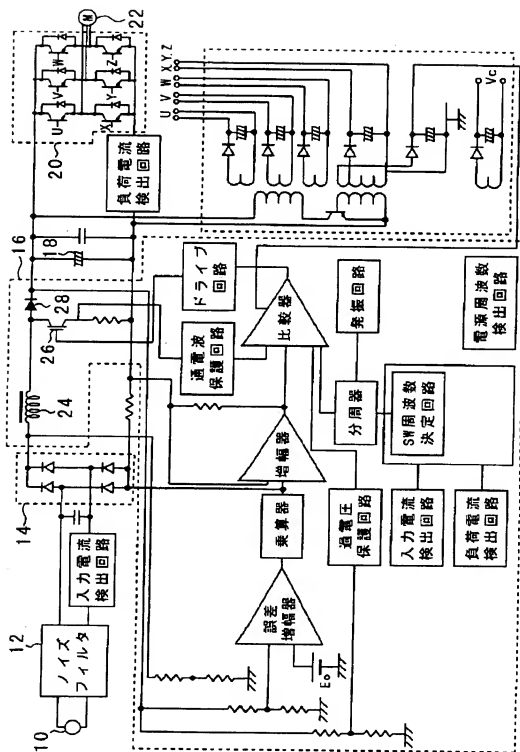 10
12
ノイズ
フィルタ
入力電流
検出回路
14
24
26
28
16
18
負荷電流
検出回路
20
U
V
W
X
Y
Z
M
22
U
V
W
X.Y.Z
Vc
ドライブ
回路
過電流
保護回路
比較器
発振回路
分周器
SW周波数
決定回路
電源周波数
検出回路
増幅器
乗算器
過電圧
保護回路
誤差
増幅器
E₀
入力電流
検出回路
負荷電流
検出回路